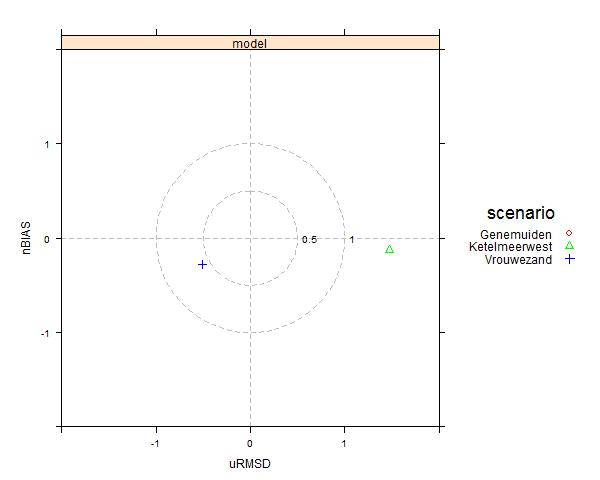 model
nBIAS
1
0
-1
0.5
1
-1
0
1
uRMSD
scenario
Genemuiden
Ketelmeerwest
Vrouwezand